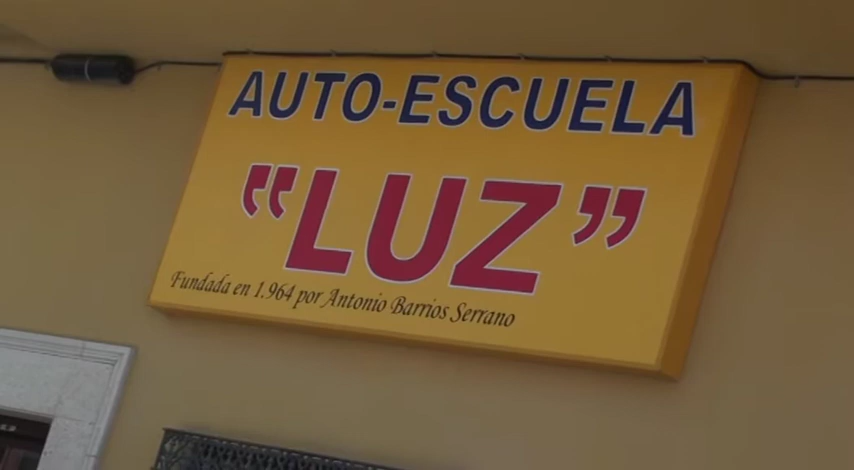 AUTO-ESCUELA
“LUZ”
Fundada en 1.964 por Antonio Barrios Serrano